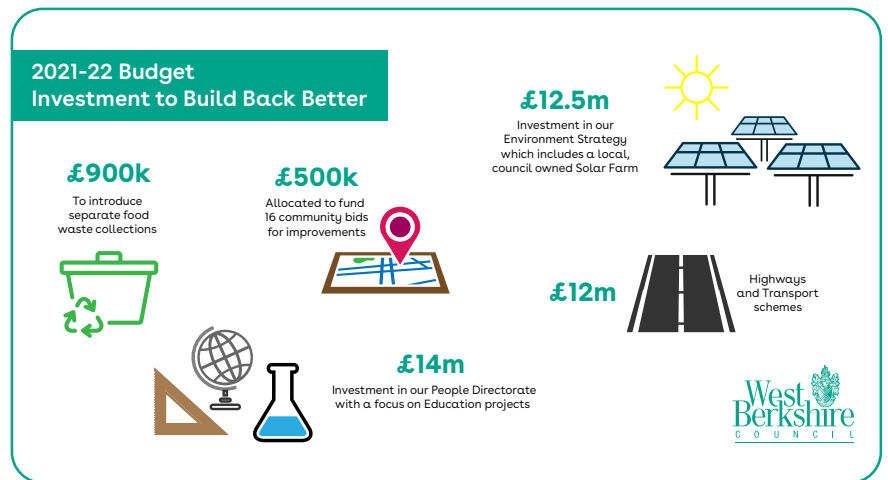 2021-22 Budget
Investment to Build Back Better
£900k
To introduce
separate food
waste collections
£500k
Allocated to fund
16 community bids
for improvements
£12.5m
Investment in our
Environment Strategy
which includes a local,
council owned Solar Farm
£12m
Highways
and Transport
schemes
£14m
Investment in our People Directorate
with a focus on Education projects
West
Berkshire
COUNCIL